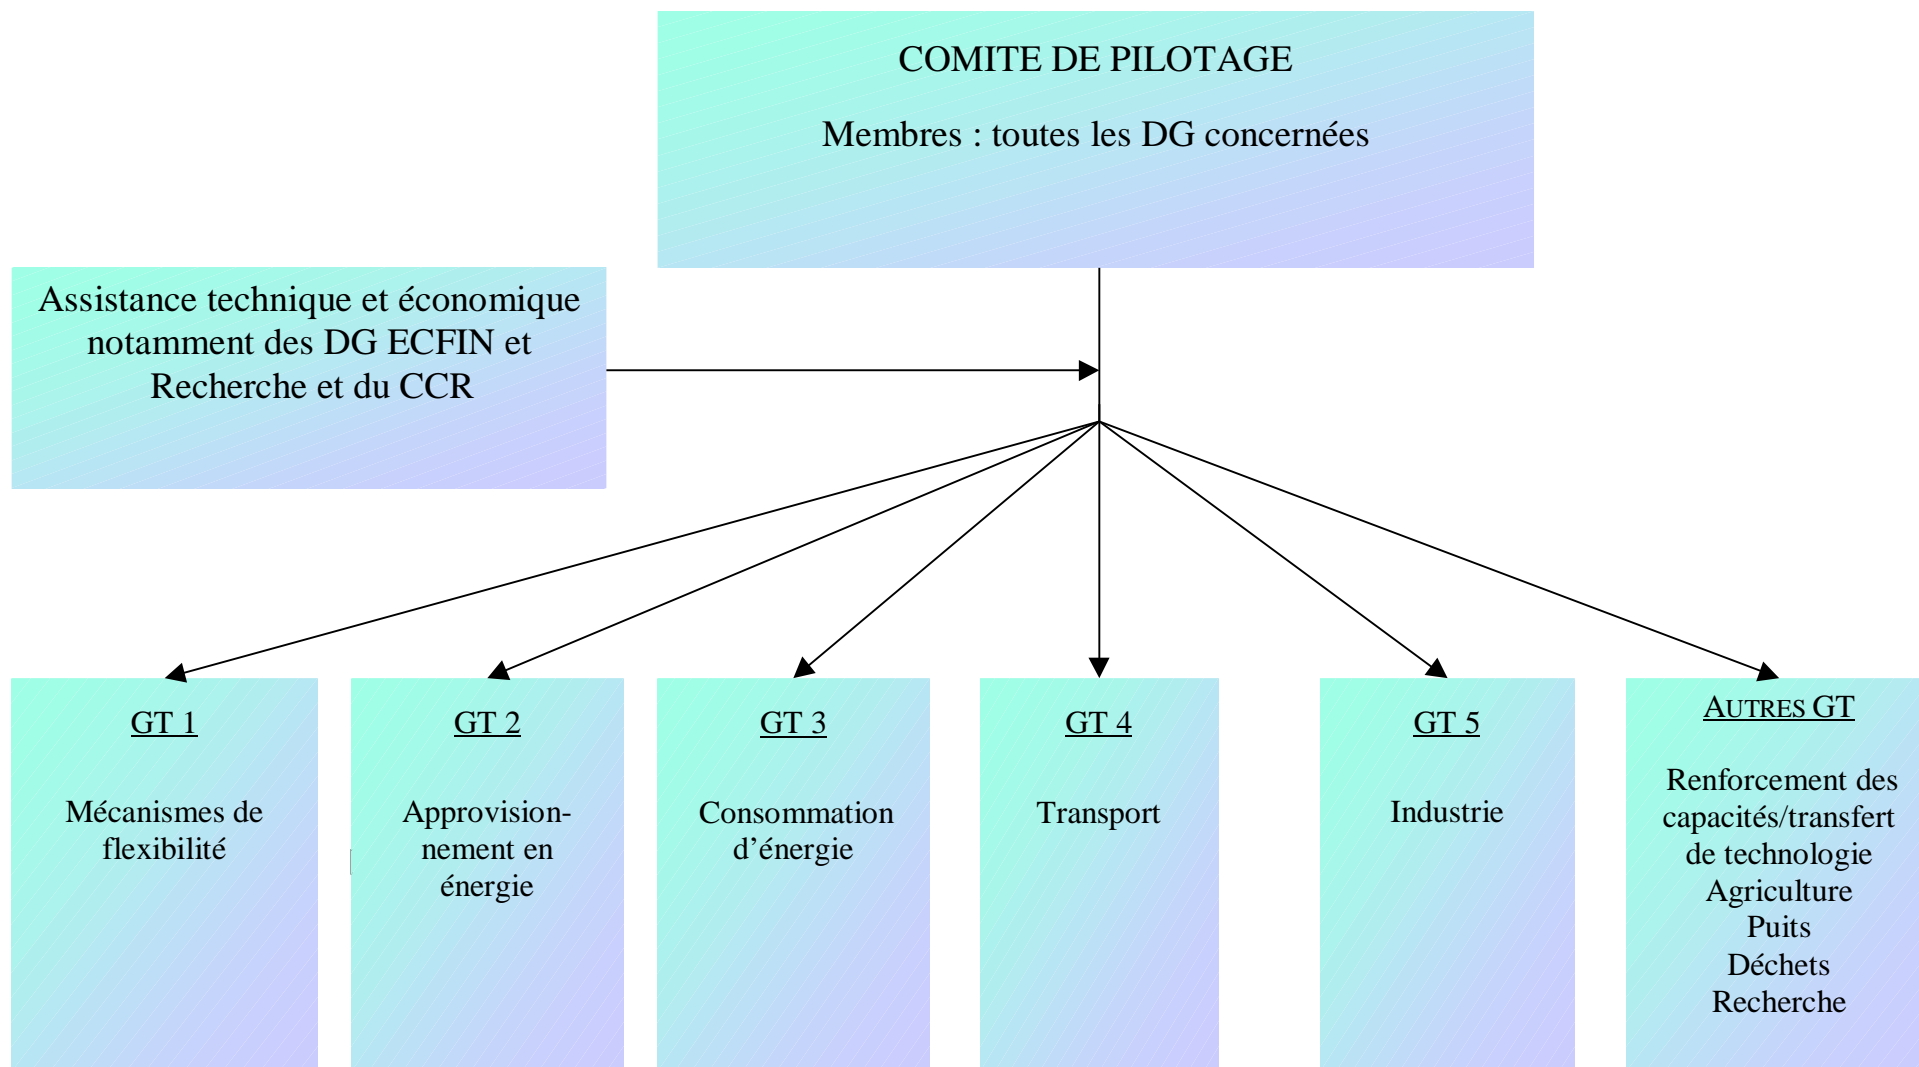 COMITE DE PILOTAGE
Membres : toutes les DG concernées
Assistance technique et économique
notamment des DG ECFIN et
Recherche et du CCR
GT 1
Mécanismes de
flexibilité
GT 2
Approvision-
nement en
énergie
GT 3
Consommation
d’énergie
GT 4
Transport
GT 5
Industrie
AUTRES GT
Renforcement des
capacités/transfert
de technologie
Agriculture
Puits
Déchets
Recherche